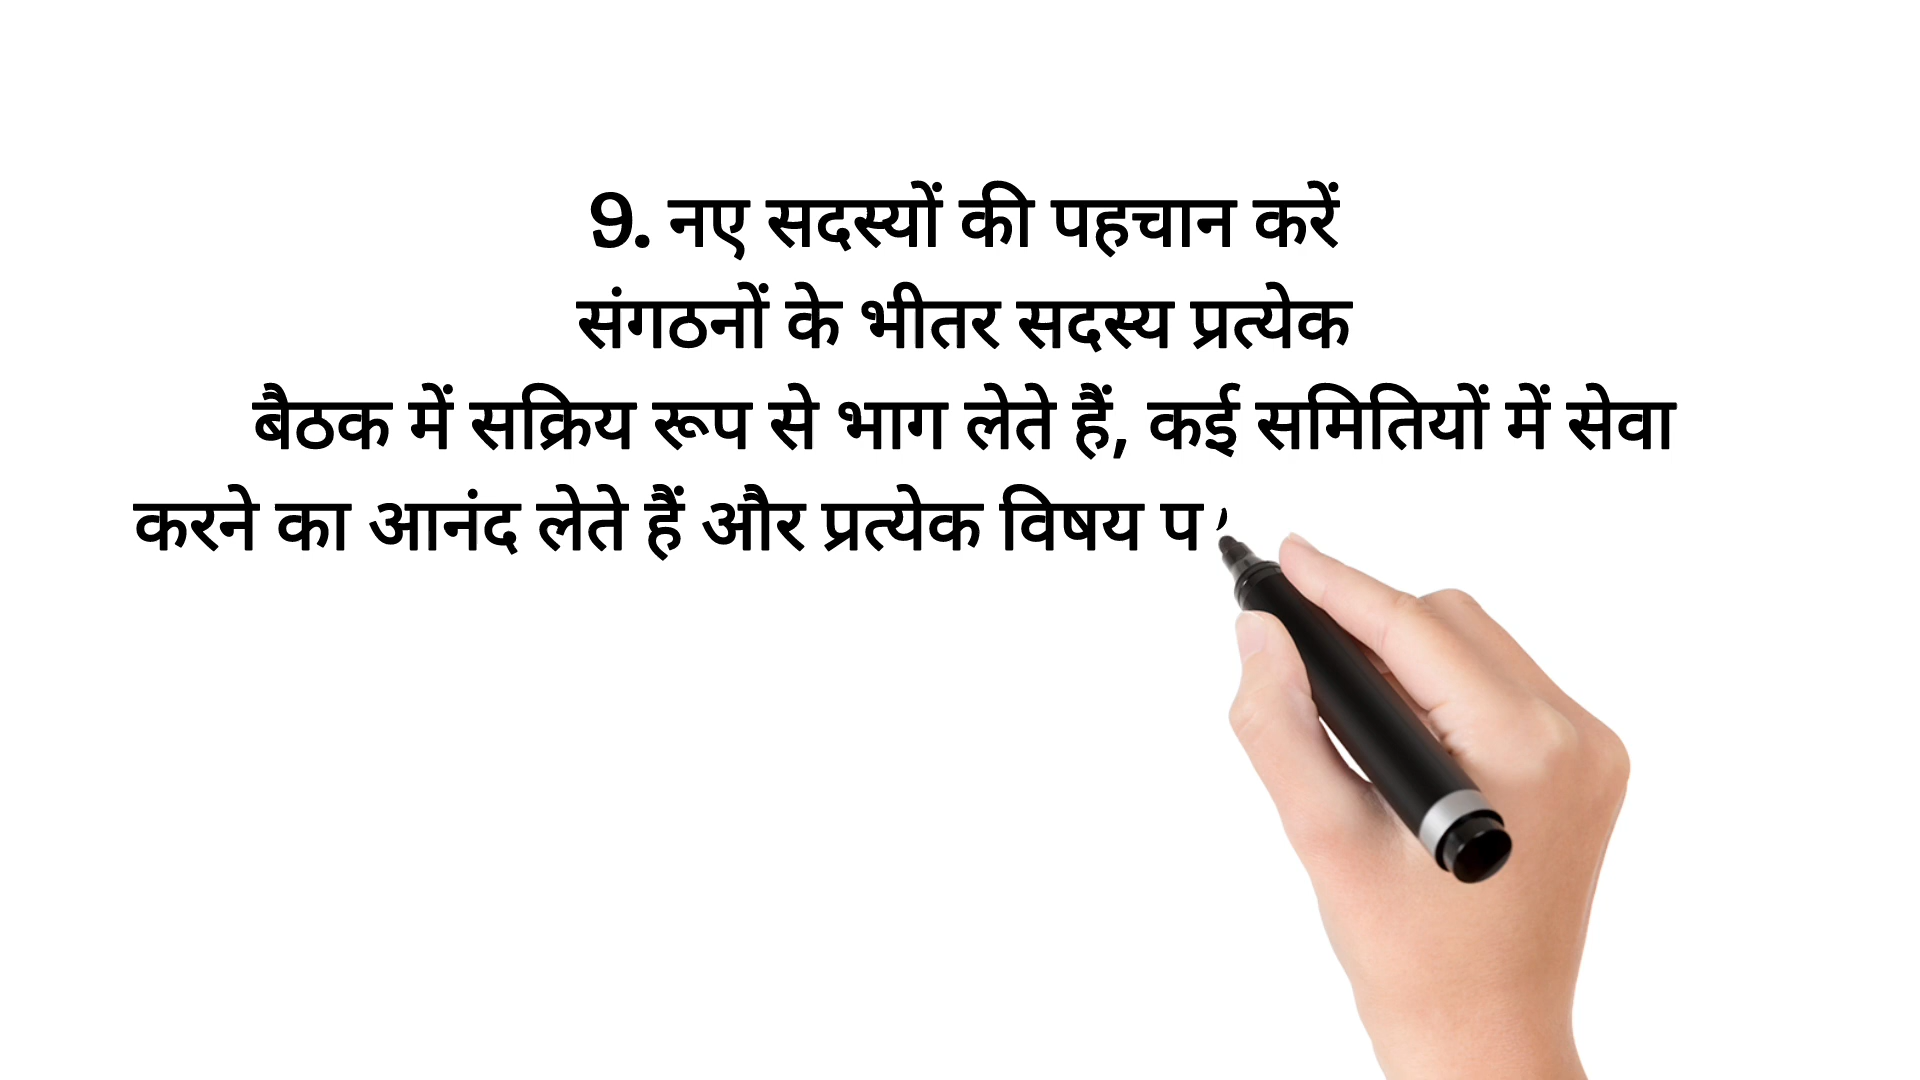 9. नए सदस्यों की पहचान करें
संगठनों के भीतर सदस्य प्रत्येक
बैठक में सक्रिय रूप से भाग लेते हैं, कई समितियों में सेवा
करने का आनंद लेते हैं और प्रत्येक विषय